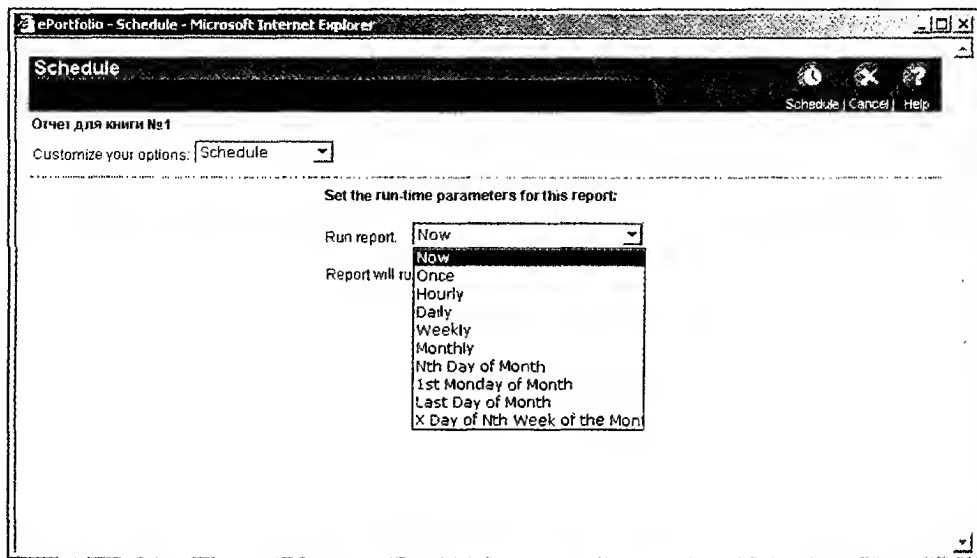 ePortfolio - Schedule - Microsoft Internet Explorer
Schedule
Schedule | Cancel | Help
Отчет для книги №1
Customize your options: Schedule
Set the run-time parameters for this report:
Run report. Now
Now
Report will ru
Once
Hourly
Daily
Weekly
Monthly
Nth Day of Month
1st Monday of Month
Last Day of Month
X Day of Nth Week of the Mont